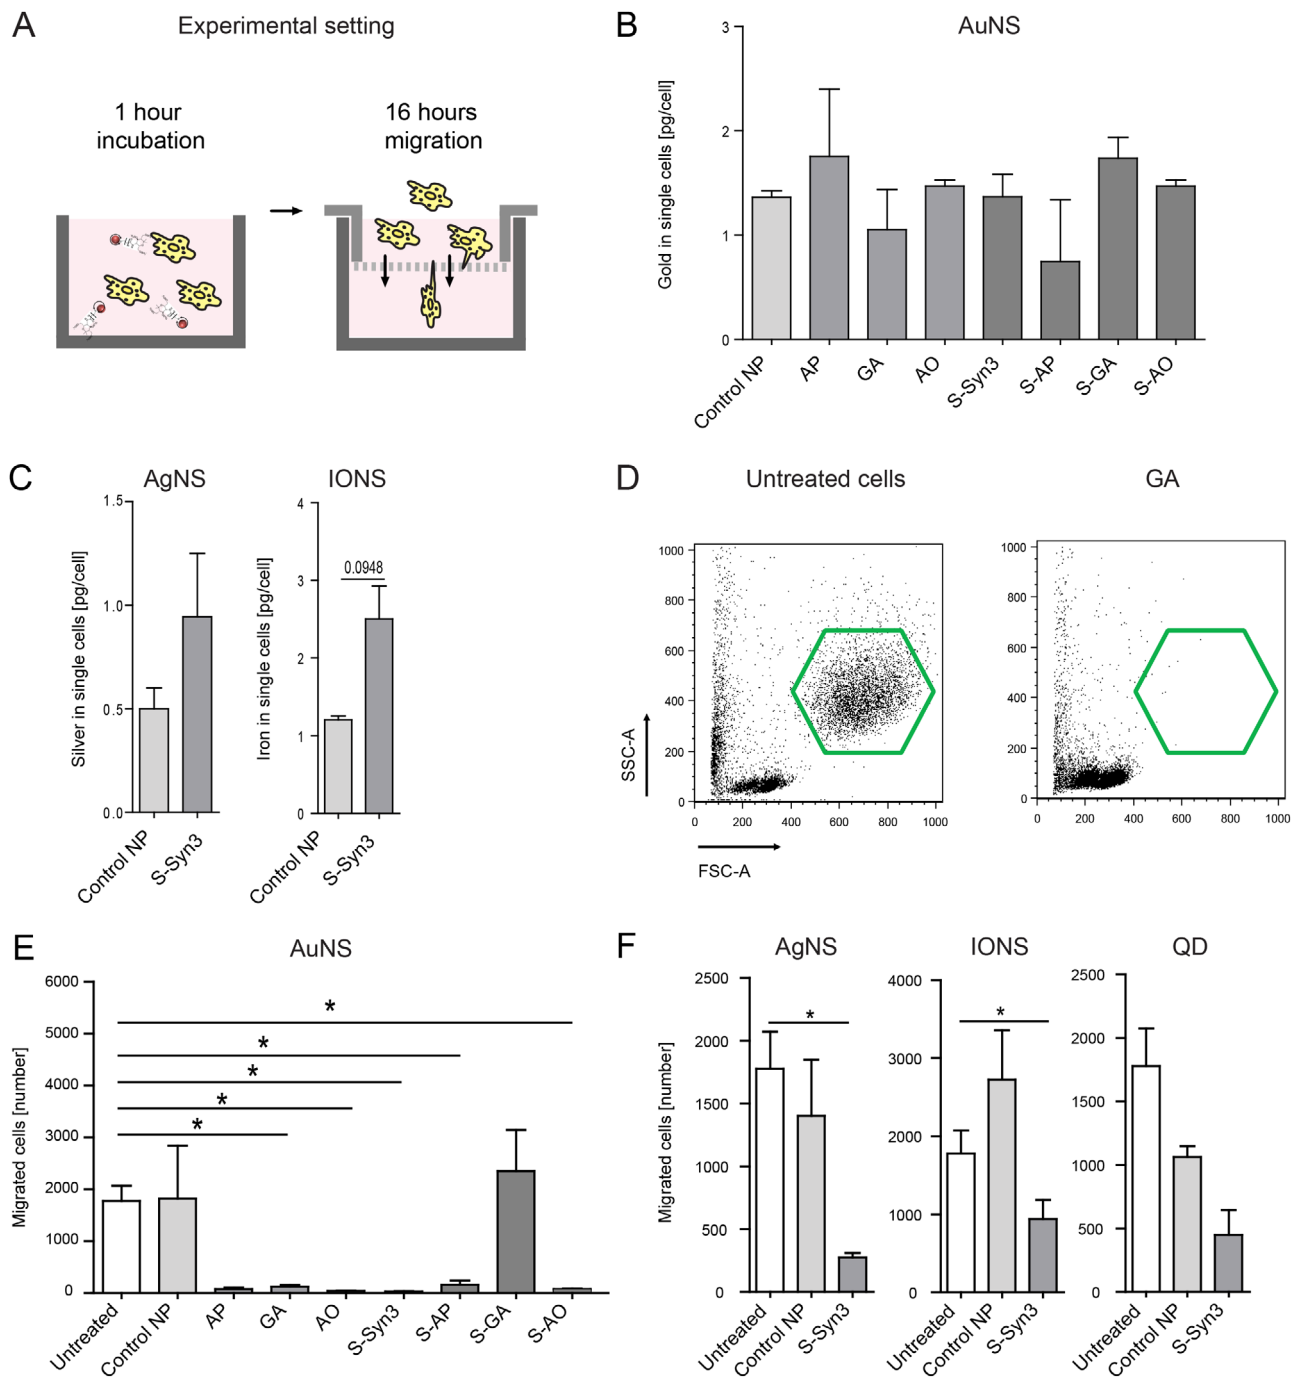 A
Experimental setting
1 hour
incubation
16 hours
migration
B
AuNS
Gold in single cells [pg/cell]
3
2
1
0
Control NP
AP
GA
AO
S-Syn3
S-AP
S-GA
S-AO
C
AgNS
Silver in single cells [pg/cell]
1.5
1.0
0.5
0.0
Control NP
S-Syn3
IONS
Iron in single cells [pg/cell]
4
3
2
1
0
0.0948
Control NP
S-Syn3
D
Untreated cells
SSC-A
1000
800
600
400
200
0
0 200 400 600 800 1000
FSC-A
GA
1000
800
600
400
200
0
0 200 400 600 800 1000
E
AuNS
Migrated cells [number]
6000
5000
4000
3000
2000
1000
0
*
*
*
*
*
Untreated
Control NP
AP
GA
AO
S-Syn3
S-AP
S-GA
S-AO
F
AgNS
Migrated cells [number]
2500
2000
1500
1000
500
0
*
Untreated
Control NP
S-Syn3
IONS
4000
3000
2000
1000
0
*
Untreated
Control NP
S-Syn3
QD
2500
2000
1500
1000
500
0
Untreated
Control NP
S-Syn3